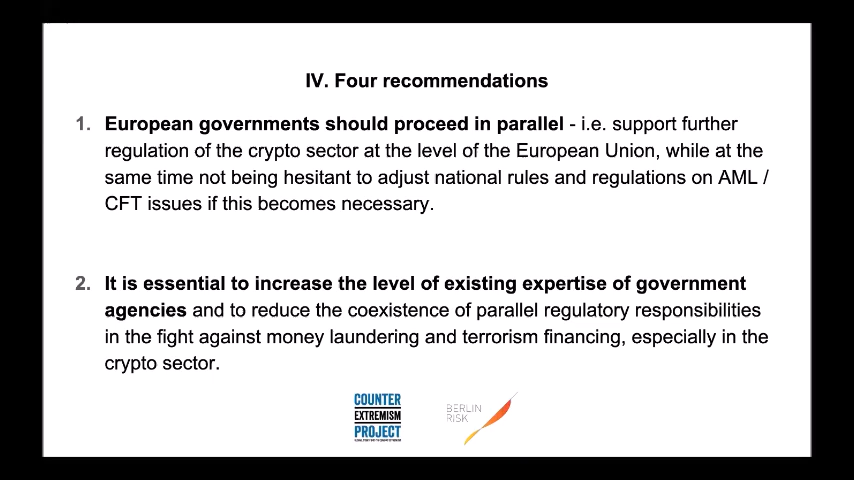 IV. Four recommendations
1. European governments should proceed in parallel - i.e. support further
regulation of the crypto sector at the level of the European Union, while at the
same time not being hesitant to adjust national rules and regulations on AML /
CFT issues if this becomes necessary.
2. It is essential to increase the level of existing expertise of government
agencies and to reduce the coexistence of parallel regulatory responsibilities
in the fight against money laundering and terrorism financing, especially in the
crypto sector.
COUNTER
EXTREMISM
PROJECT
BERLIN
RISK